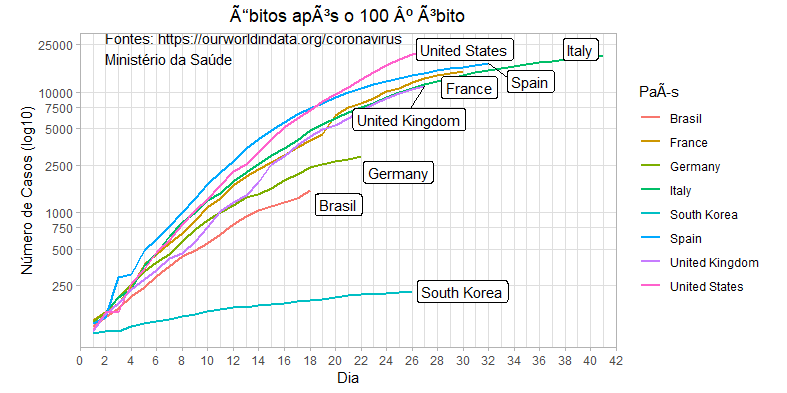 Ã“bitos apÃ³s o 100 Âº Ã³bito
Fontes: https://ourworldindata.org/coronavirus
Ministério da Saúde
Número de Casos (log10)
25000
10000
7500
5000
2500
1000
750
500
250
United States
Italy
Spain
France
United Kingdom
Germany
Brasil
South Korea
0 2 4 6 8 10 12 14 16 18 20 22 24 26 28 30 32 34 36 38 40 42
Dia
PaÃ-s
Brasil
France
Germany
Italy
South Korea
Spain
United Kingdom
United States